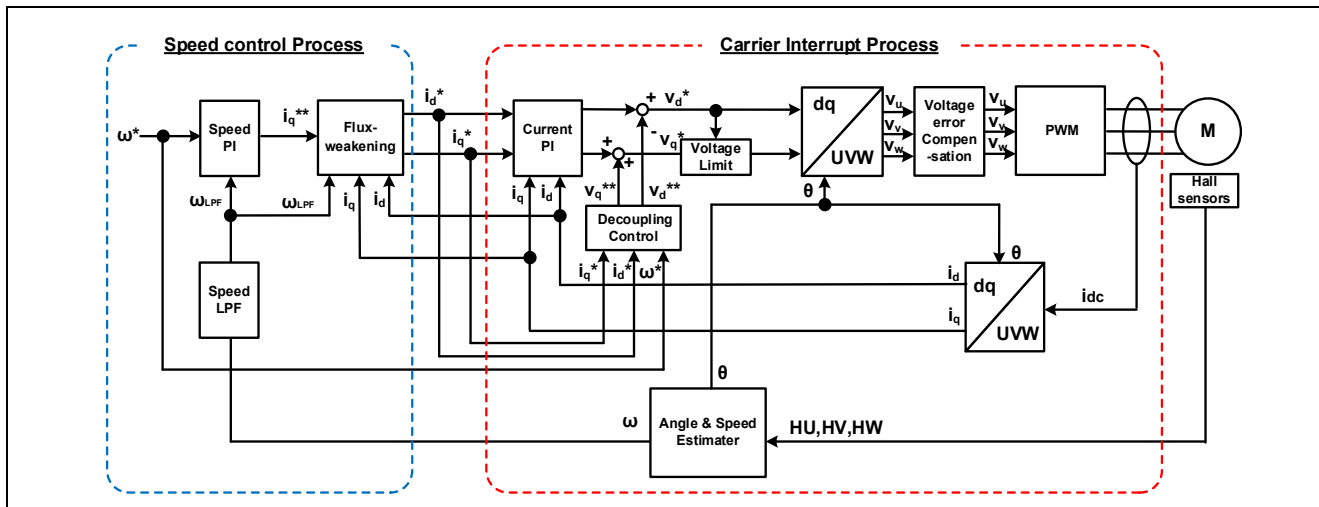 Speed control Process
Carrier Interrupt Process
ω*
Speed
PI
iq**
Flux-
weakening
id*
iq*
Current
PI
+
vd*
-
+
+
vq*
Voltage
Limit
dq
UVW
vu
vv
vw
Voltage
error
Compen
-sation
vu
vv
vw
PWM
M
Hall
sensors
ωLPF
ωLPF
iq
id
iq
id
vq**
vd**
Decoupling
Control
θ
iq*
id*
ω*
Speed
LPF
id
iq
θ
dq
UVW
idc
θ
ω
Angle & Speed
Estimater
HU,HV,HW